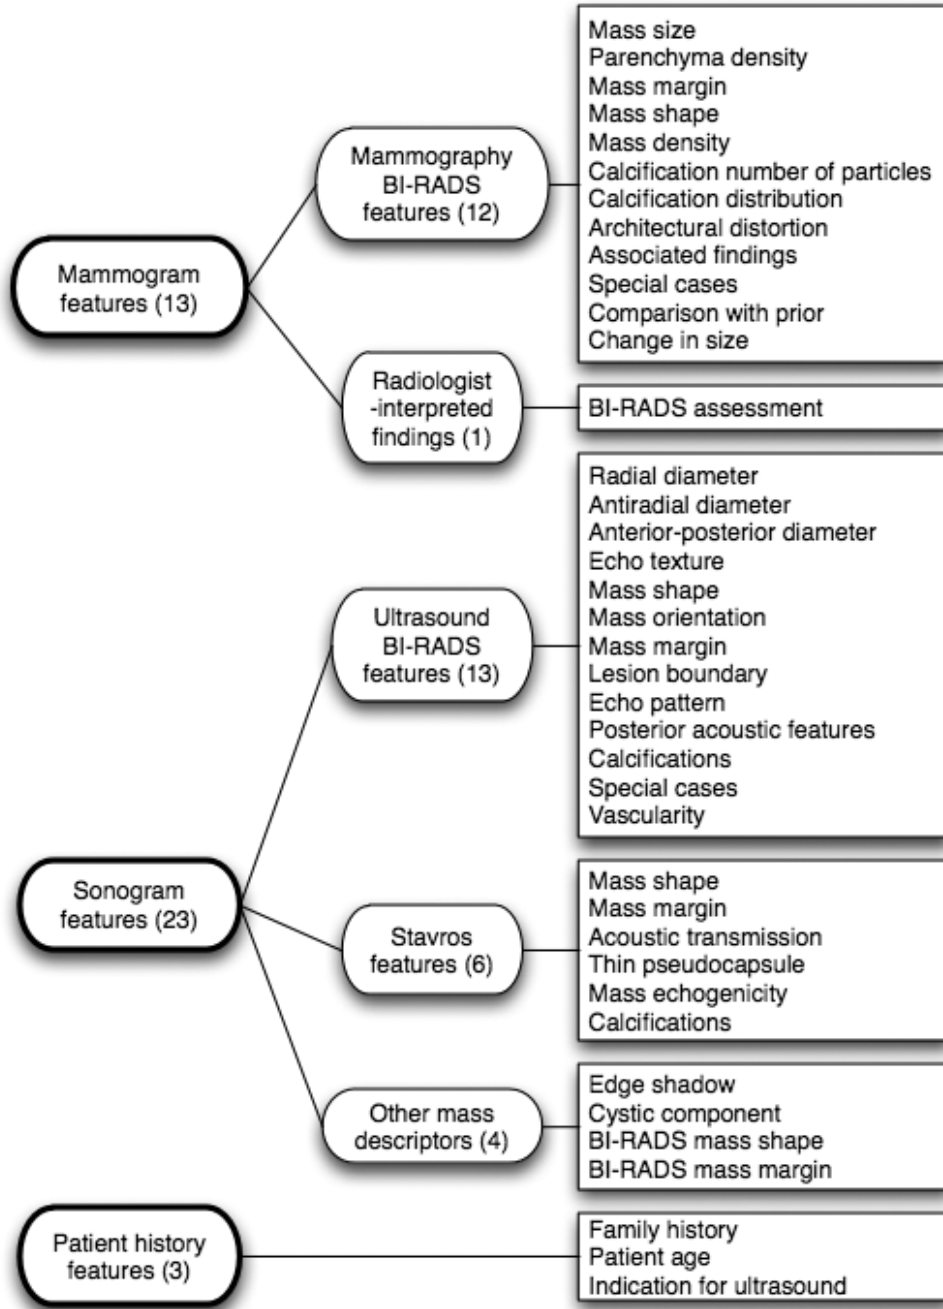 Mammogram
features (13)
Mammography
BI-RADS
features (12)
Mass size
Parenchyma density
Mass margin
Mass shape
Mass density
Calcification number of particles
Calcification distribution
Architectural distortion
Associated findings
Special cases
Comparison with prior
Change in size
Radiologist
-interpreted
findings (1)
BI-RADS assessment
Sonogram
features (23)
Ultrasound
BI-RADS
features (13)
Radial diameter
Antiradial diameter
Anterior-posterior diameter
Echo texture
Mass shape
Mass orientation
Mass margin
Lesion boundary
Echo pattern
Posterior acoustic features
Calcifications
Special cases
Vascularity
Stavros
features (6)
Mass shape
Mass margin
Acoustic transmission
Thin pseudocapsule
Mass echogenicity
Calcifications
Other mass
descriptors (4)
Edge shadow
Cystic component
BI-RADS mass shape
BI-RADS mass margin
Patient history
features (3)
Family history
Patient age
Indication for ultrasound